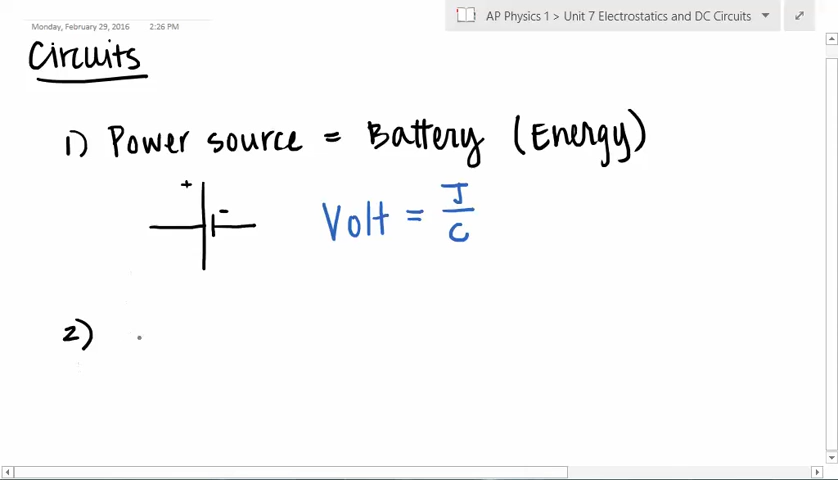 Monday, February 29, 2016 2:26 PM
AP Physics 1 > Unit 7 Electrostatics and DC Circuits
Circuits
1) Power source = Battery (Energy)
+
-
Volt = J/C
2)